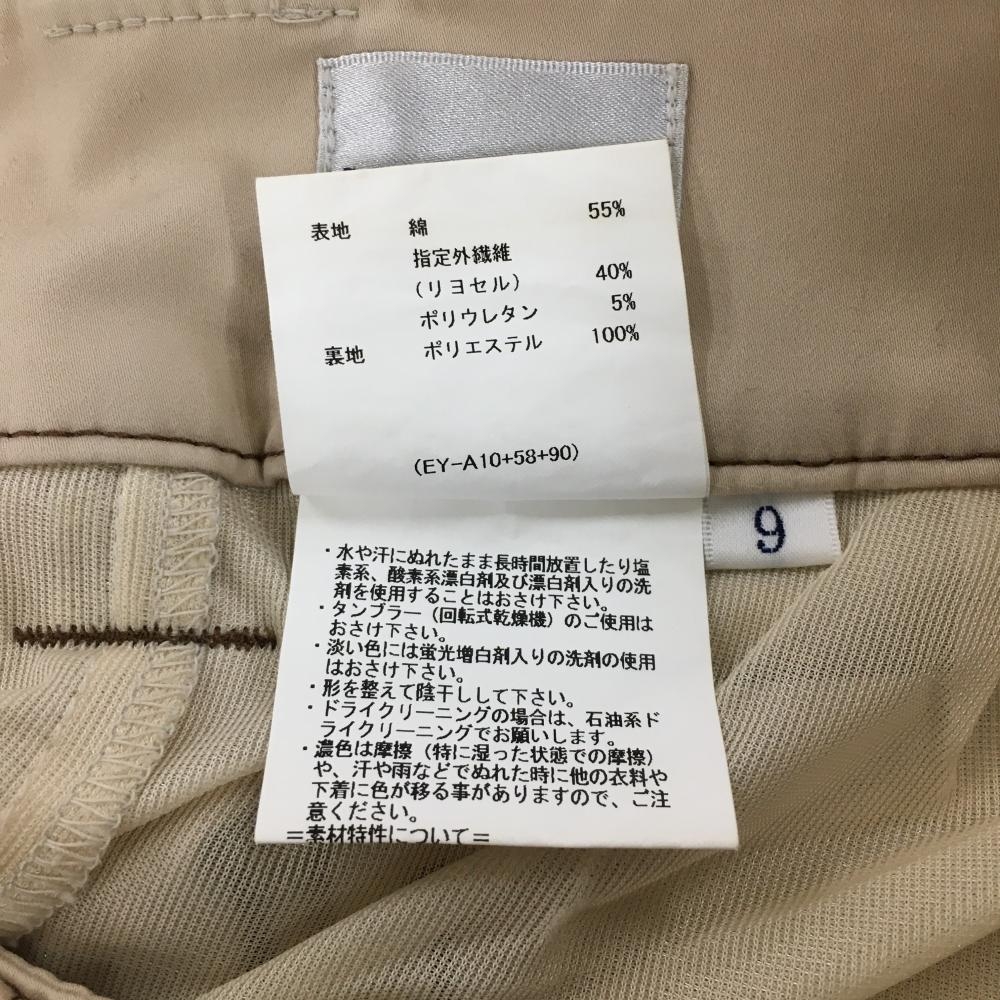 表地 綿 55%
指定外繊維
(リヨセル) 40%
ポリウレタン 5%
裏地 ポリエステル 100%
(EY-A10+58+90)
9
・水や汗にぬれたまま長時間放置したり塩
素系、酸素系漂白剤及び漂白剤入りの洗
剤を使用することはおさけ下さい。
・タンブラー（回転式乾燥機）のご使用は
おさけ下さい。
・淡い色には蛍光増白剤入りの洗剤の使用
はおさけ下さい。
・形を整えて陰干しして下さい。
・ドライクリーニングの場合は、石油系ド
ライクリーニングでお願いします。
・濃色は摩擦（特に湿った状態での摩擦）
や、汗や雨などでぬれた時に他の衣料や
下着に色が移る事がありますので、ご注
意ください。
＝素材特性について＝